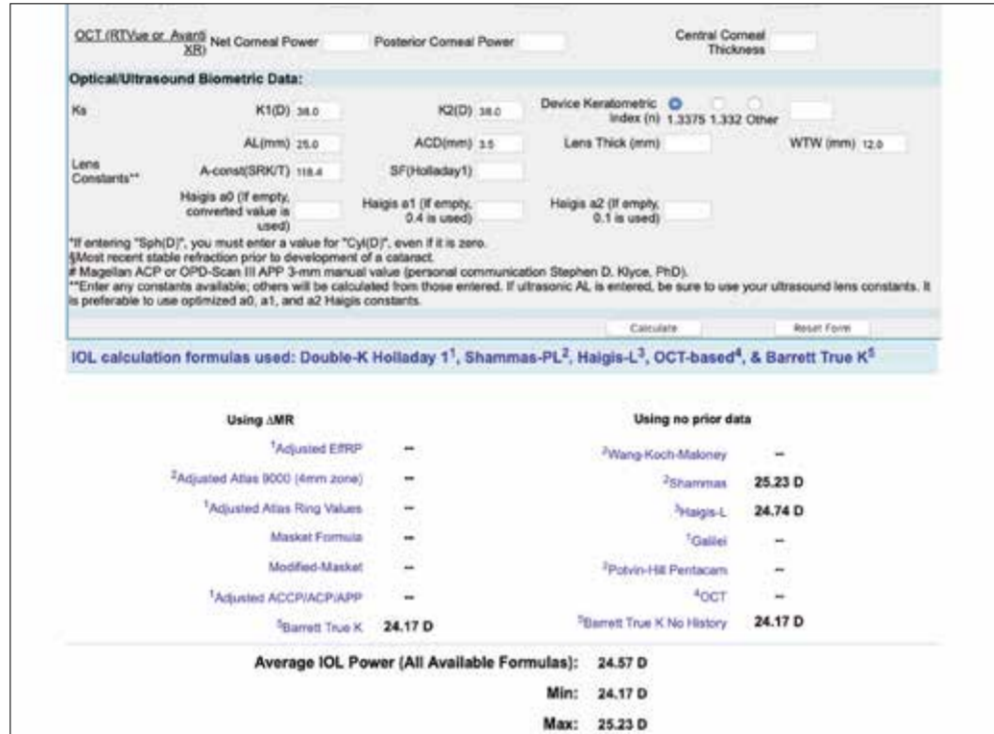 OCT (RTVue or Avanti XR) Net Corneal Power Posterior Corneal Power Central Corneal Thickness
Optical/Ultrasound Biometric Data:
Ks K1(D) 38.0 K2(D) 38.0 Device Keratometric Index (n) 1.3375 1.332 Other
AL(mm) 25.0 ACD(mm) 3.5 Lens Thick (mm) WTW (mm) 12.0
Lens Constants** A-const(SRK/T) 118.4 SF(Holladay1)
Haigis a0 (If empty, converted value is used) Haigis a1 (If empty, 0.4 is used) Haigis a2 (If empty, 0.1 is used)
*If entering "Sph(D)", you must enter a value for "Cyl(D)", even if it is zero.
§Most recent stable refraction prior to development of a cataract.
# Magellan ACP or OPD-Scan III APP 3-mm manual value (personal communication Stephen D. Klyce, PhD).
**Enter any constants available; others will be calculated from those entered. If ultrasonic AL is entered, be sure to use your ultrasound lens constants. It
is preferable to use optimized a0, a1, and a2 Haigis constants.
Calculate Reset Form
IOL calculation formulas used: Double-K Holladay 1¹, Shammas-PL², Haigis-L³, OCT-based⁴, & Barrett True K⁵
Using ΔMR Using no prior data
¹Adjusted EffRP -- ²Wang-Koch-Maloney --
²Adjusted Atlas 9000 (4mm zone) -- ²Shammas 25.23 D
¹Adjusted Atlas Ring Values -- ³Haigis-L 24.74 D
Masket Formula -- ¹Galilei --
Modified-Masket -- ²Potvin-Hill Pentacam --
¹Adjusted ACCP/ACP/APP -- ⁴OCT --
⁵Barrett True K 24.17 D ⁵Barrett True K No History 24.17 D
Average IOL Power (All Available Formulas): 24.57 D
Min: 24.17 D
Max: 25.23 D